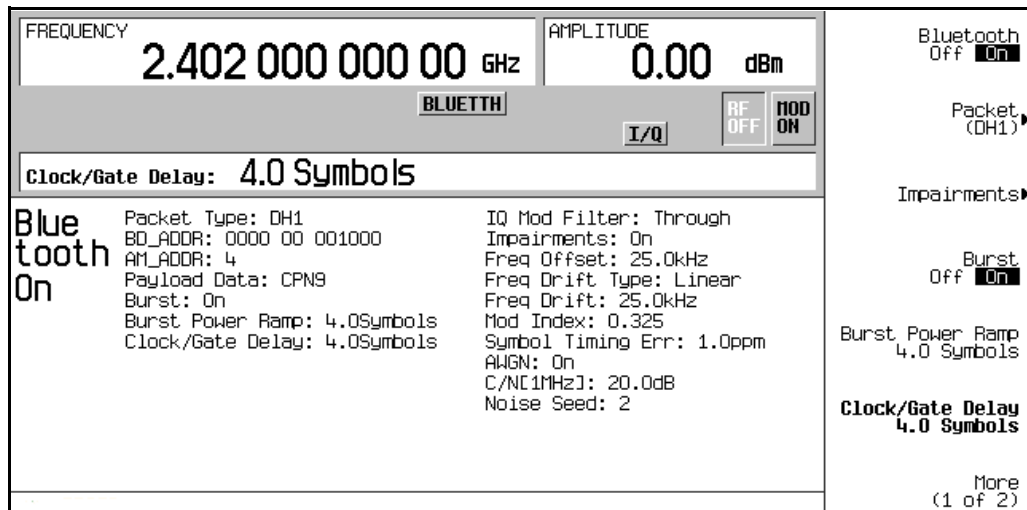 FREQUENCY
2.402 000 000 00 GHz
AMPLITUDE
0.00 dBm
BLUETTH
I/Q
RF
OFF
MOD
ON
Clock/Gate Delay: 4.0 Symbols
Blue
tooth
On
Packet Type: DH1
BD_ADDR: 0000 00 001000
AM_ADDR: 4
Payload Data: CPN9
Burst: On
Burst Power Ramp: 4.0Symbols
Clock/Gate Delay: 4.0Symbols
IQ Mod Filter: Through
Impairments: On
Freq Offset: 25.0kHz
Freq Drift Type: Linear
Freq Drift: 25.0kHz
Mod Index: 0.325
Symbol Timing Err: 1.0ppm
AWGN: On
C/N[1MHz]: 20.0dB
Noise Seed: 2
Bluetooth
Off On
Packet
(DH1)
Impairments
Burst
Off On
Burst Power Ramp
4.0 Symbols
Clock/Gate Delay
4.0 Symbols
More
(1 of 2)